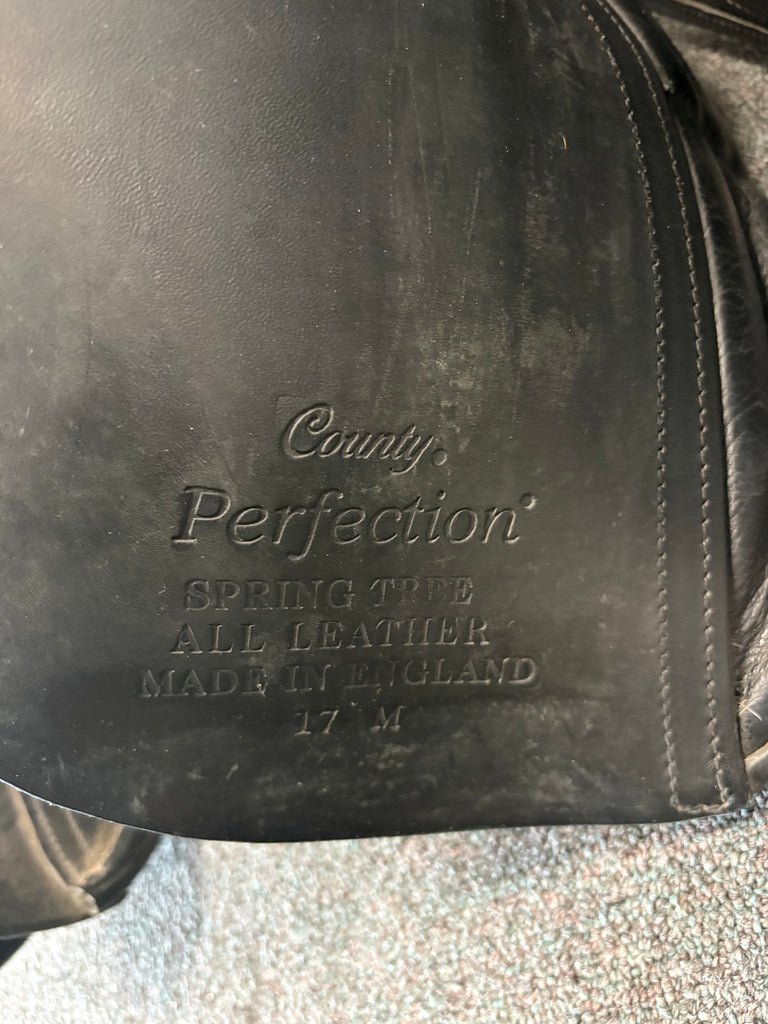 County®
Perfection®
SPRING TREE
ALL LEATHER
MADE IN ENGLAND
17 M